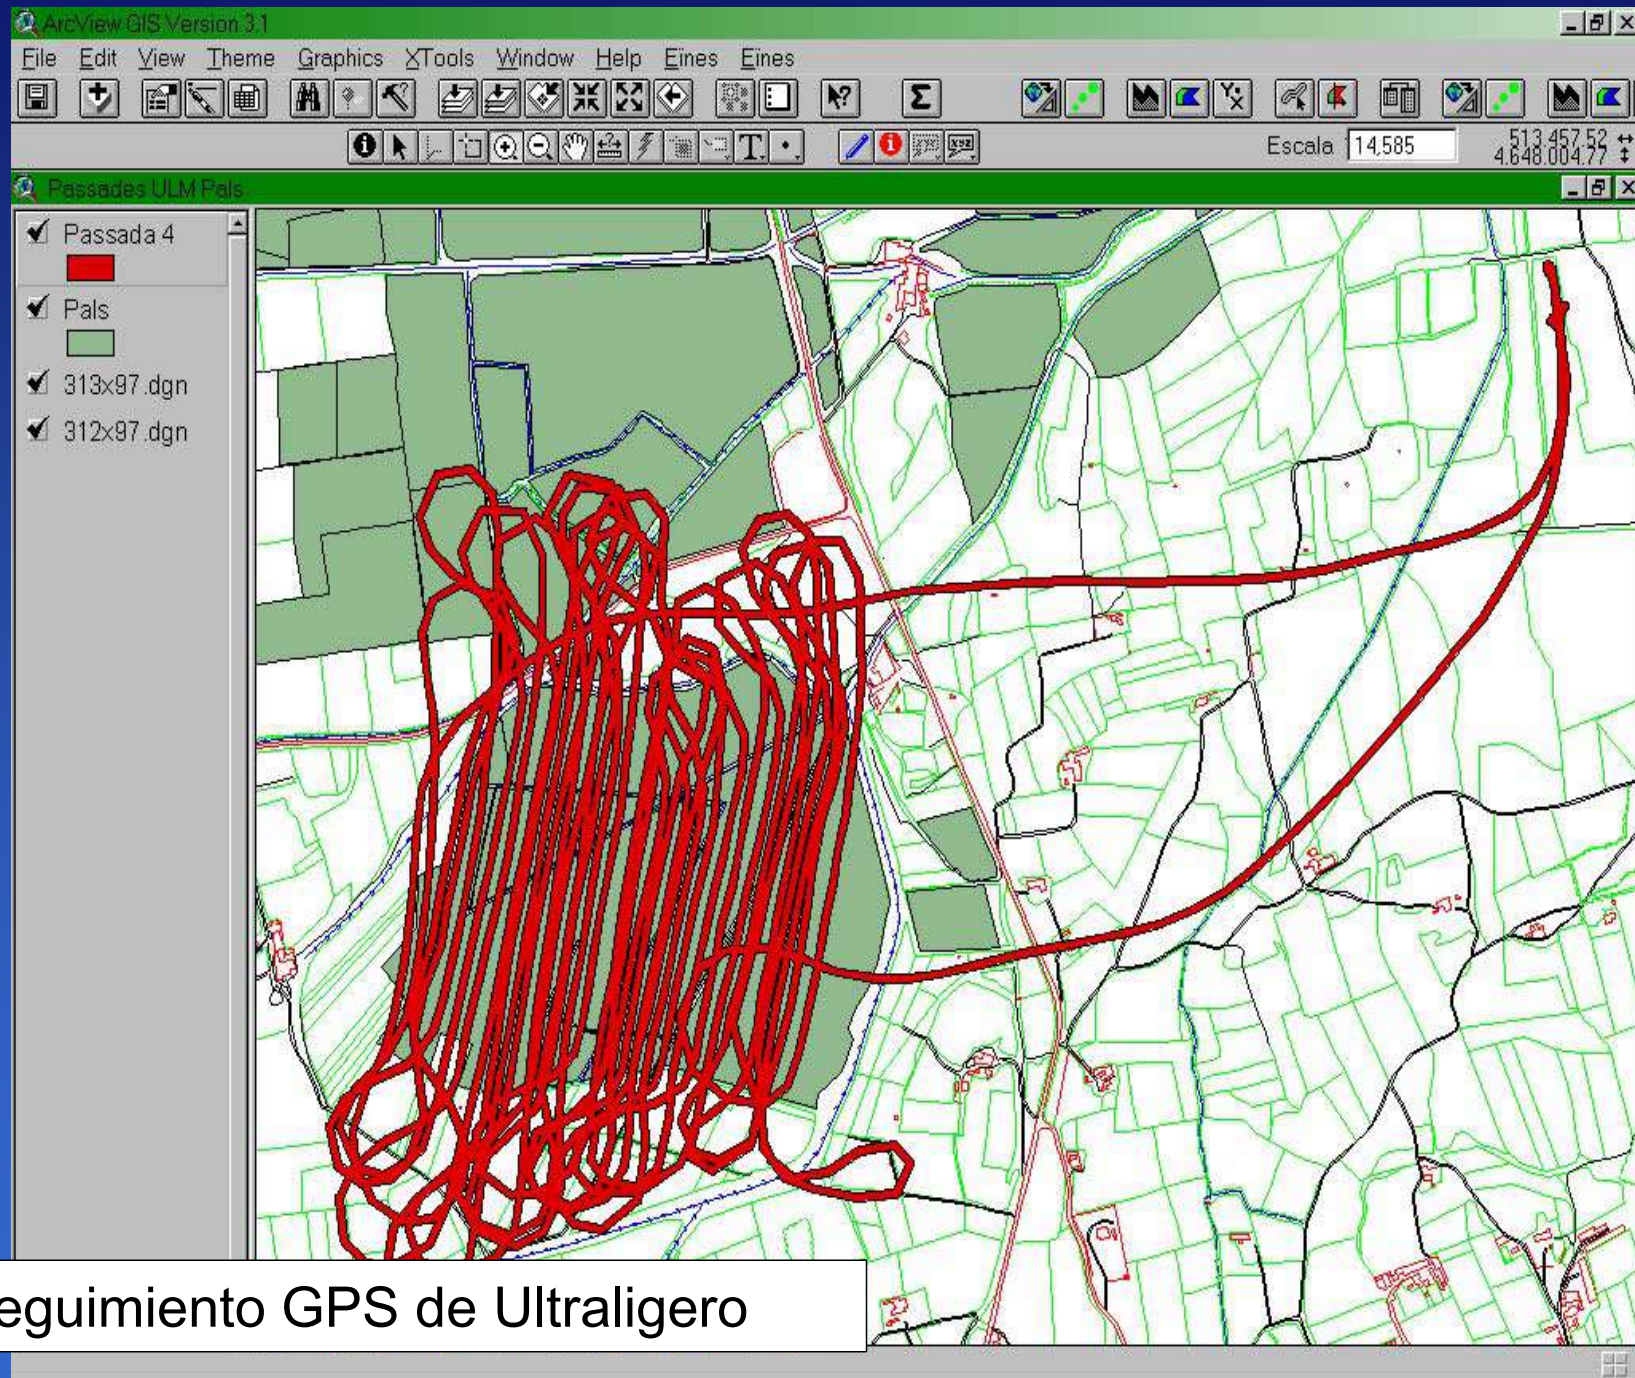 ArcView GIS Version 3.1
File Edit View Theme Graphics XTools Window Help Eines Eines
Escala 14,585
513.457.52
4.648.004.77
Passades ULM Pals
Passada 4
Pals
313x97.dgn
312x97.dgn
eguimiento GPS de Ultraligero